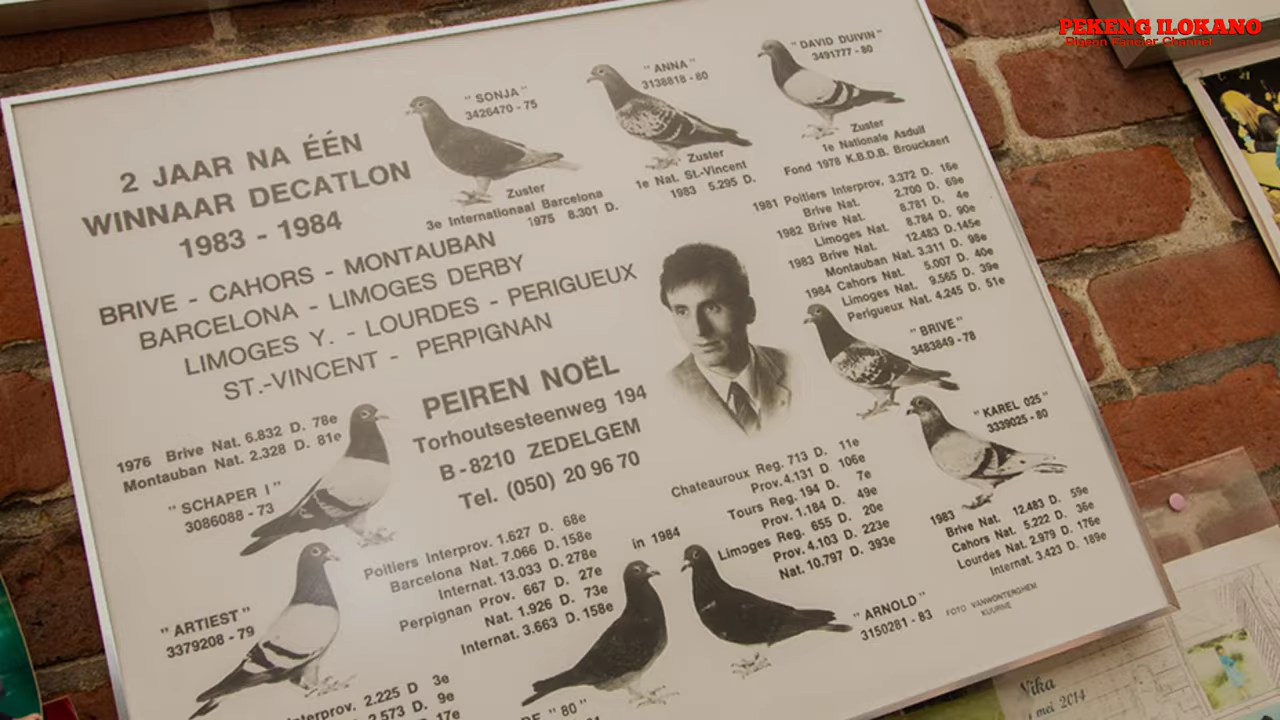 PEKENG ILOKANO
Pigeon Fancier Channel
2 JAAR NA ÉÉN
WINNAAR DECATLON
1983 - 1984
BRIVE - CAHORS - MONTAUBAN
BARCELONA - LIMOGES DERBY
LIMOGES Y. - LOURDES - PERIGUEUX
ST.-VINCENT - PERPIGNAN
" SONJA "
3426470 - 75
Zuster
3e Internationaal Barcelona
1975 8.301 D.
" ANNA "
3138818 - 80
Zuster
1e Nat. St.-Vincent
1983 5.295 D.
" DAVID DUIVIN "
3491777 - 80
Zuster
1e Nationale Asduif
Fond 1978 K.B.D.B. Brouckaert
1981 Poitiers Interprov. 3.372 D. 16e
Brive Nat. 2.700 D. 69e
1982 Brive Nat. 8.781 D. 4e
Limoges Nat. 8.784 D. 90e
1983 Brive Nat. 12.483 D. 145e
Montauban Nat. 3.311 D. 98e
1984 Cahors Nat. 5.007 D. 40e
Limoges Nat. 9.565 D. 39e
Perigueux Nat. 4.245 D. 51e
" BRIVE "
3483849 - 78
PEIREN NOËL
Torhoutsesteenweg 194
B - 8210 ZEDELGEM
Tel. (050) 20 96 70
1976 Brive Nat. 6.832 D. 78e
Montauban Nat. 2.328 D. 81e
" SCHAPER I "
3086088 - 73
" KAREL 025 "
3339025 - 80
1983 Brive Nat. 12.483 D. 59e
Cahors Nat. 5.222 D. 36e
Lourdes Nat. 2.979 D. 176e
Internat. 3.423 D. 189e
Chateauroux Reg. 713 D. 11e
Prov. 4.131 D. 106e
Tours Reg. 194 D. 7e
Prov. 1.184 D. 49e
Limoges Reg. 655 D. 20e
Prov. 4.103 D. 223e
Nat. 10.797 D. 393e
in 1984
Poitiers Interprov. 1.627 D. 68e
Barcelona Nat. 7.066 D. 158e
Internat. 13.033 D. 278e
Perpignan Prov. 667 D. 27e
Nat. 1.926 D. 73e
Internat. 3.663 D. 158e
" ARTIEST "
3379208 - 79
" ARNOLD "
3150281 - 83
FOTO VANWONTERGHEM
KUURNE
2.225 D 3e
2.573 D. 9e
17e
" 80 "
Nika
mei 2014